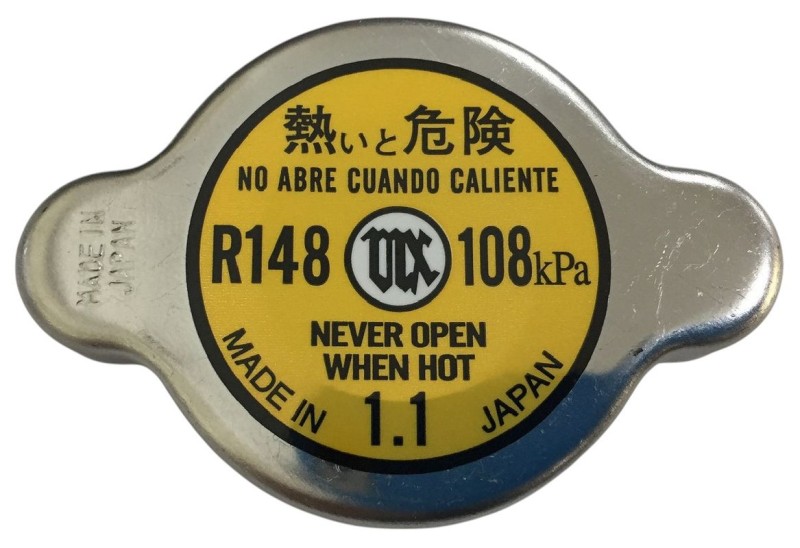 熱いと危険
NO ABRE CUANDO CALIENTE
R148
108kPa
NEVER OPEN
WHEN HOT
MADE IN JAPAN
1.1
MADE IN
JAPAN